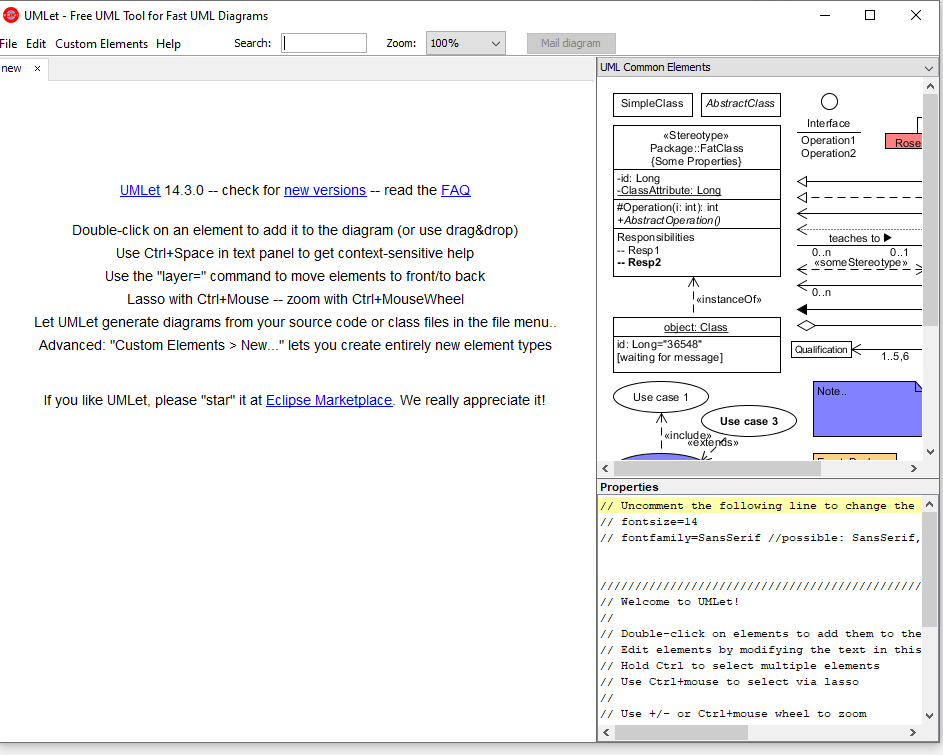 UMLet - Free UML Tool for Fast UML Diagrams
File Edit Custom Elements Help Search: Zoom: 100% Mail diagram
new
UMLet 14.3.0 -- check for new versions -- read the FAQ
Double-click on an element to add it to the diagram (or use drag&drop)
Use Ctrl+Space in text panel to get context-sensitive help
Use the "layer=" command to move elements to front/to back
Lasso with Ctrl+Mouse -- zoom with Ctrl+MouseWheel
Let UMLet generate diagrams from your source code or class files in the file menu..
Advanced: "Custom Elements > New..." lets you create entirely new element types
If you like UMLet, please "star" it at Eclipse Marketplace. We really appreciate it!
UML Common Elements
SimpleClass
AbstractClass
«Stereotype»
Package::FatClass
{Some Properties}
-id: Long
-ClassAttribute: Long
#Operation(i: int): int
+AbstractOperation()
Responsibilities
-- Resp1
-- Resp2
«instanceOf»
object: Class
id: Long="36548"
[waiting for message]
Use case 1
Use case 3
«include»
«extends»
Interface
Operation1
Operation2
Rose
teaches to
0..n 0..1
«someStereotype»
0..n
Qualification
1..5,6
Note..
Properties
// Uncomment the following line to change the
// fontsize=14
// fontfamily=SansSerif //possible: SansSerif,
//////////////////////////////////////////////
// Welcome to UMLet!
//
// Double-click on elements to add them to the
// Edit elements by modifying the text in this
// Hold Ctrl to select multiple elements
// Use Ctrl+mouse to select via lasso
//
// Use +/- or Ctrl+mouse wheel to zoom